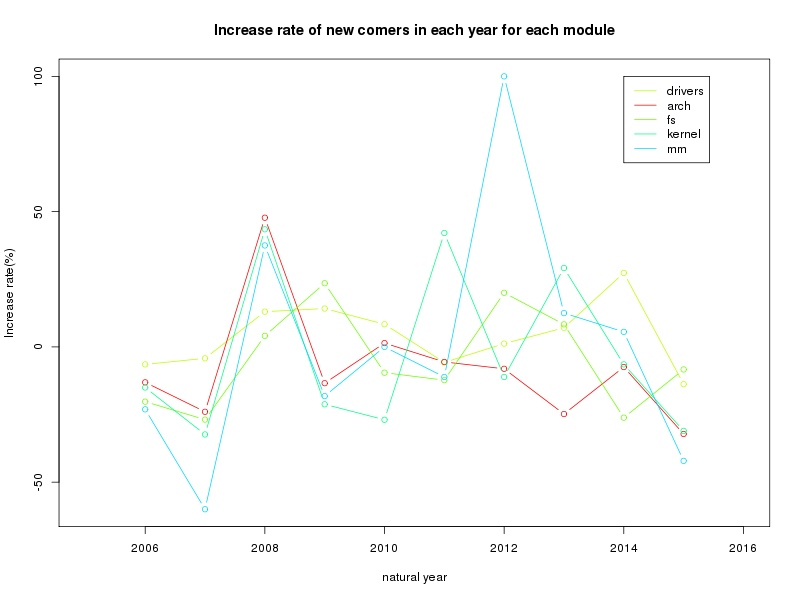 Increase rate of new comers in each year for each module
100
50
0
-50
Increase rate(%)
drivers
arch
fs
kernel
mm
2006 2008 2010 2012 2014 2016
natural year